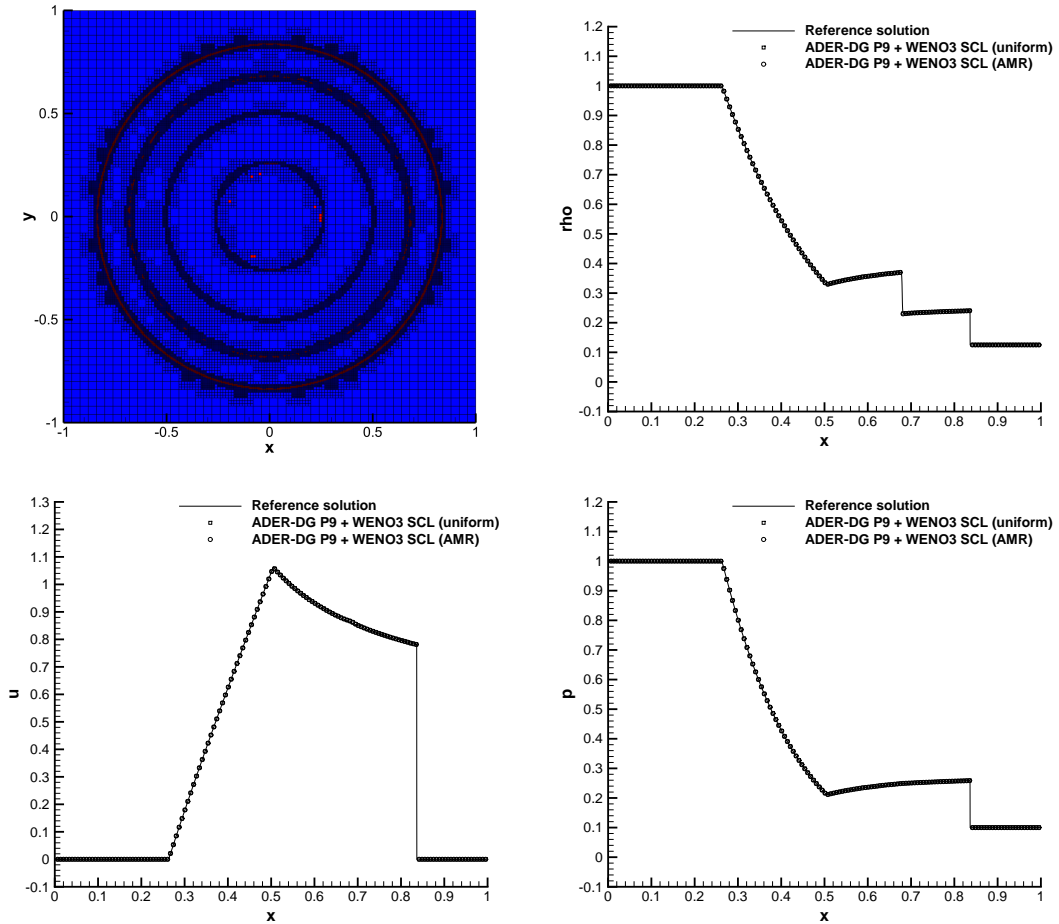 1
0.5
0
-0.5
-1
-1 -0.5 0 0.5 1
y
x
Reference solution
ADER-DG P9 + WENO3 SCL (uniform)
ADER-DG P9 + WENO3 SCL (AMR)
1.2
1.1
1
0.9
0.8
0.7
0.6
0.5
0.4
0.3
0.2
0.1
0
-0.1
0 0.1 0.2 0.3 0.4 0.5 0.6 0.7 0.8 0.9 1
rho
x
Reference solution
ADER-DG P9 + WENO3 SCL (uniform)
ADER-DG P9 + WENO3 SCL (AMR)
1.3
1.2
1.1
1
0.9
0.8
0.7
0.6
0.5
0.4
0.3
0.2
0.1
0
-0.1
0 0.1 0.2 0.3 0.4 0.5 0.6 0.7 0.8 0.9 1
u
x
Reference solution
ADER-DG P9 + WENO3 SCL (uniform)
ADER-DG P9 + WENO3 SCL (AMR)
1.2
1.1
1
0.9
0.8
0.7
0.6
0.5
0.4
0.3
0.2
0.1
0
-0.1
0 0.1 0.2 0.3 0.4 0.5 0.6 0.7 0.8 0.9 1
p
x